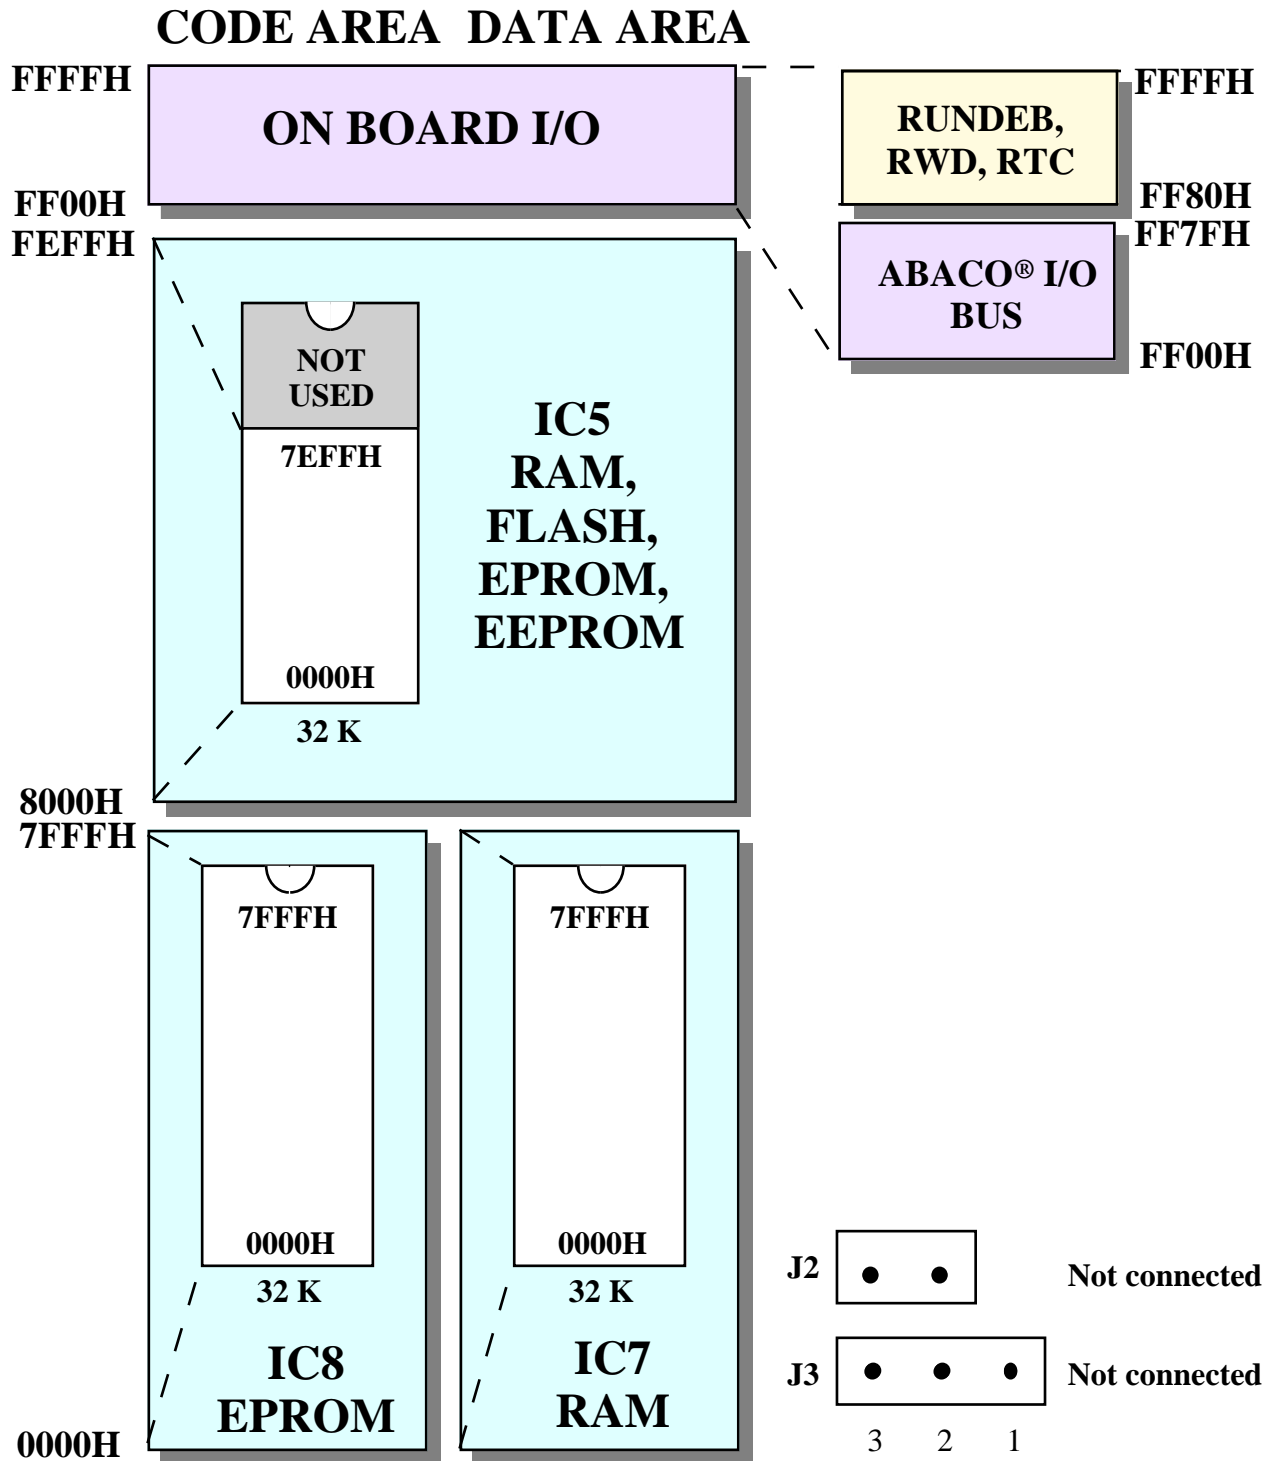 CODE AREA DATA AREA
FFFFH
ON BOARD I/O
FF00H
RUNDEB,
RWD, RTC
FFFFH
FF80H
ABACO® I/O
BUS
FF7FH
FF00H
FEFFH
NOT
USED
7EFFH
0000H
32 K
IC5
RAM,
FLASH,
EPROM,
EEPROM
8000H
7FFFH
7FFFH
0000H
32 K
IC8
EPROM
0000H
7FFFH
0000H
32 K
IC7
RAM
J2
Not connected
J3
Not connected
3 2 1